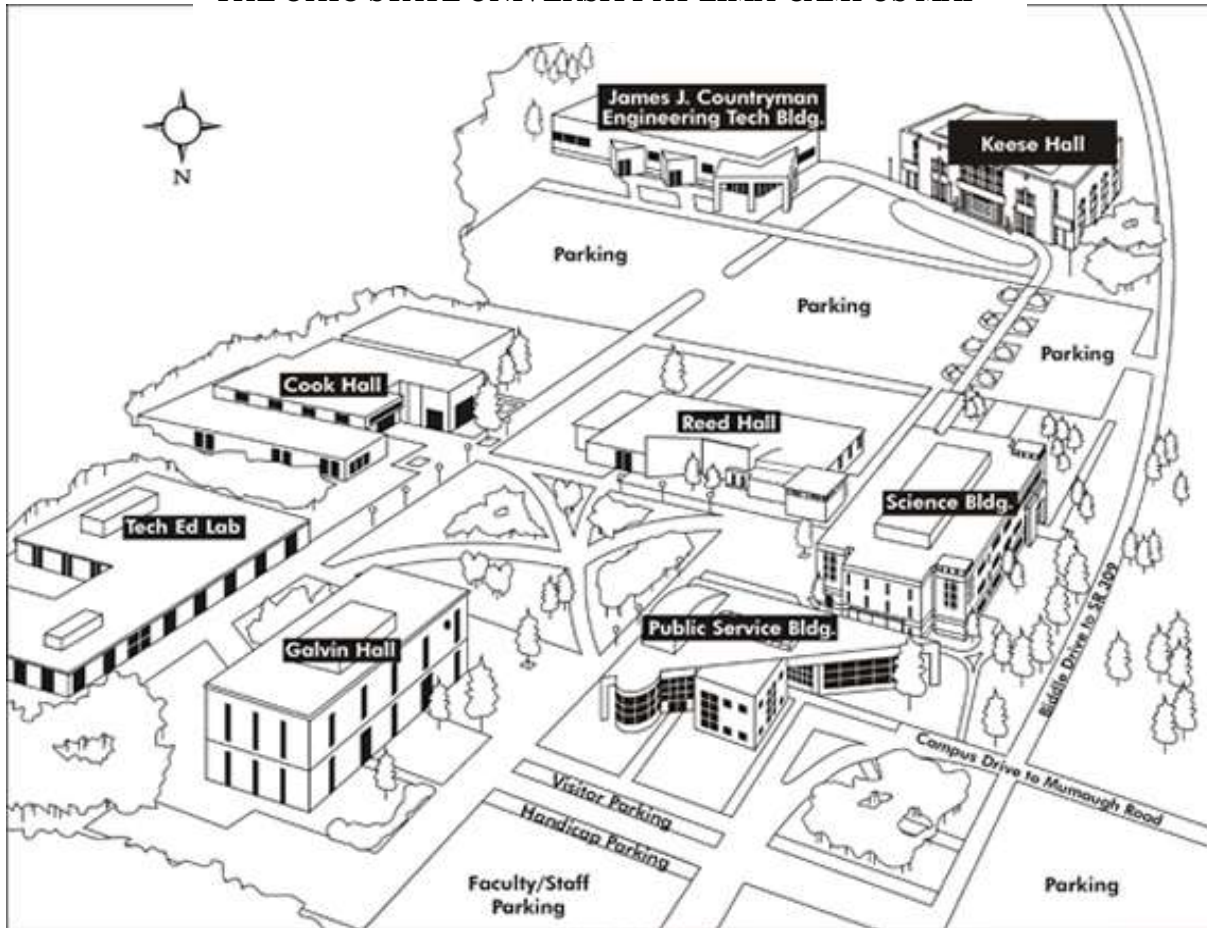 James J. Countryman
Engineering Tech Bldg.
Keese Hall
N
Parking
Parking
Parking
Cook Hall
Reed Hall
Science Bldg.
Tech Ed Lab
Public Service Bldg.
Galvin Hall
Biddle Drive to SR 309
Campus Drive to Mumaugh Road
Visitor Parking
Handicap Parking
Faculty/Staff
Parking
Parking